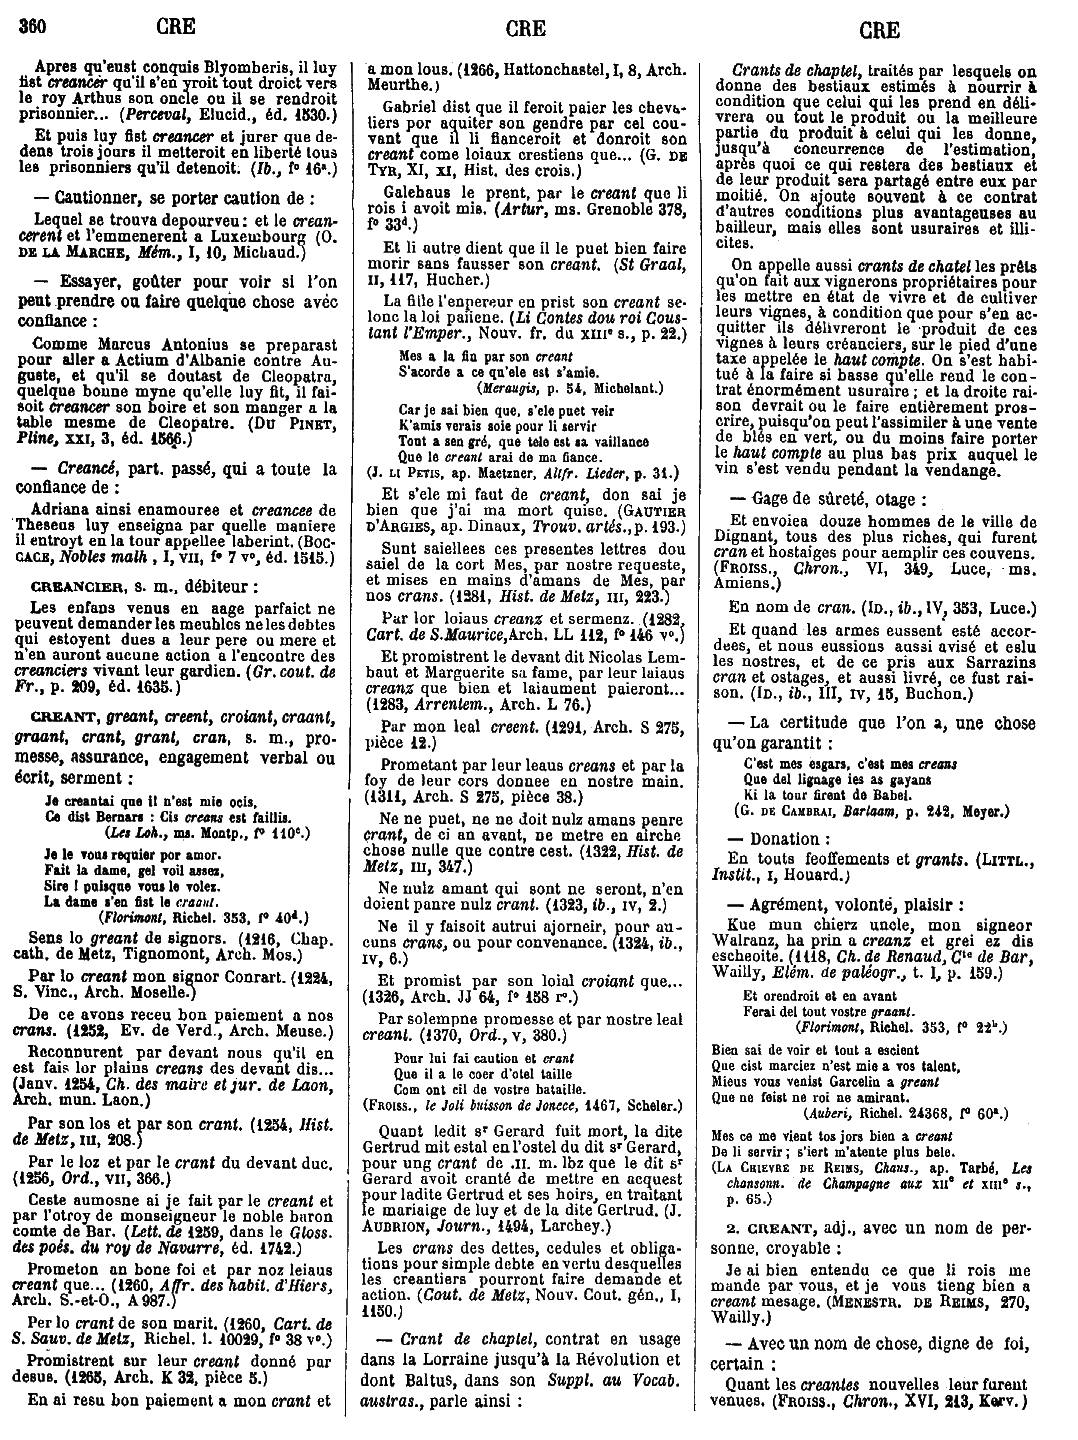 360 CRE CRE CRE
Apres qu'eust conquis Blyomberis, il luy
fist creancer qu'il s'en yroit tout droict vers
le roy Arthus son oncle ou il se rendroit
prisonnier... (Perceval, Elucid., éd. 1530.)
Et puis luy fist creancer et jurer que de-
dens trois jours il metteroit en liberté tous
les prisonniers qu'il detenoit. (Ib., f° 16ª.)
— Cautionner, se porter caution de :
Lequel se trouva depourveu : et le crean-
cerent et l'emmenerent a Luxembourg (O.
DE LA MARCHE, Mém., I, 10, Michaud.)
— Essayer, goûter pour voir si l'on
peut prendre ou faire quelque chose avec
confiance :
Comme Marcus Antonius se preparast
pour aller a Actium d'Albanie contre Au-
guste, et qu'il se doutast de Cleopatra,
quelque bonne myne qu'elle luy fit, il fai-
soit creancer son boire et son manger a la
table mesme de Cleopatre. (DU PINET,
Pline, XXI, 3, éd. 1566.)
— Creancé, part. passé, qui a toute la
confiance de :
Adriana ainsi enamouree et creancee de
Theseus luy enseigna par quelle maniere
il entroyt en la tour appellee laberint. (BOC-
CACE, Nobles malh , I, VII, f° 7 v°, éd. 1515.)
CREANCIER, s. m., débiteur :
Les enfans venus en aage parfaict ne
peuvent demander les meubles ne les debtes
qui estoyent dues a leur pere ou mere et
n'en auront aucune action a l'encontre des
creanciers vivant leur gardien. (Gr. cout. de
Fr., p. 209, éd. 1635.)
CREANT, greant, creent, croiant, craant,
graant, crant, grant, cran, s. m., pro-
messe, assurance, engagement verbal ou
écrit, serment :
Je creantai que il n'est mie ocis,
Ce dist Bernars : Cis creans est faillis.
(Les Loh., ms. Montp., f° 110ᶜ.)
Je le vous requier por amor.
Fait la dame, gel voil assez,
Sire ! puisque vous le volez.
La dame s'en fist le craant.
(Florimont, Richel. 353, f° 40ᵈ.)
Sens lo greant de signors. (1216, Chap.
cath. de Metz, Tignomont, Arch. Mos.)
Par lo creant mon signor Conrart. (1224,
S. Vinc., Arch. Moselle.)
De ce avons receu bon paiement a nos
crans. (1252, Ev. de Verd., Arch. Meuse.)
Reconnurent par devant nous qu'il en
est fais lor plains creans des devant dis...
(Janv. 1254, Ch. des maire et jur. de Laon,
Arch. mun. Laon.)
Par son los et par son crant. (1254, Hist.
de Metz, III, 208.)
Par le loz et par le crant du devant duc.
(1256, Ord., VII, 366.)
Ceste aumosne ai je fait par le creant et
par l'otroy de monseigneur le noble baron
comte de Bar. (Lett. de 1259, dans le Gloss.
des poés. du roy de Navarre, éd. 1742.)
Prometon an bone foi et par noz leiaus
creant que... (1260, Affr. des habit. d'Hiers,
Arch. S.-et-O., A 987.)
Per lo crant de son marit. (1260, Cart. de
S. Sauv. de Metz, Richel. l. 10029, f° 38 v°.)
Promistrent sur leur creant donné par
desus. (1265, Arch. K 32, pièce 5.)
En ai resu bon paiement a mon crant et
a mon lous. (1266, Hattonchastel, I, 8, Arch.
Meurthe.)
Gabriel dist que il feroit paier les cheva-
liers por aquiter son gendre par cel cou-
vant que il li fianceroit et donroit son
creant come loiaux crestiens que... (G. DE
TYR, XI, XI, Hist. des crois.)
Galehaus le prent, par le creant que li
rois i avoit mis. (Artur, ms. Grenoble 378,
f° 33ᵈ.)
Et li autre dient que il le puet bien faire
morir sans fausser son creant. (St Graal,
II, 117, Hucher.)
La fille l'enpereur en prist son creant se-
lonc la loi paiiene. (Li Contes dou roi Cous-
tant l'Emper., Nouv. fr. du XIIIᵉ s., p. 22.)
Mes a la fin par son creant
S'acorde a ce qu'ele est s'amie.
(Meraugis, p. 54, Michelant.)
Car je sai bien que, s'ele puet veir
K'amis verais soie pour li servir
Tout a sen gré, que tele est sa vaillance
Que le creant arai de ma fiance.
(J. LI PETIS, ap. Maetzner, Altfr. Lieder, p. 31.)
Et s'ele mi faut de creant, don sai je
bien que j'ai ma mort quise. (GAUTIER
D'ARGIES, ap. Dinaux, Trouv. artés., p. 193.)
Sunt saiellees ces presentes lettres dou
saiel de la cort Mes, par nostre requeste,
et mises en mains d'amans de Mes, par
nos crans. (1281, Hist. de Metz, III, 223.)
Par lor loiaus creanz et sermenz. (1282,
Cart. de S. Maurice, Arch. LL 112, f° 146 v°.)
Et promistrent le devant dit Nicolas Lem-
baut et Marguerite sa fame, par leur laiaus
creanz que bien et laiaument paieront...
(1283, Arrentem., Arch. L 76.)
Par mon leal creent. (1291, Arch. S 275,
pièce 12.)
Prometant par leur leaus creans et par la
foy de leur cors donnee en nostre main.
(1311, Arch. S 275, pièce 38.)
Ne ne puet, ne ne doit nulz amans penre
crant, de ci an avant, ne metre en airche
chose nulle que contre cest. (1322, Hist. de
Metz, III, 347.)
Ne nulz amant qui sont ne seront, n'en
doient panre nulz crant. (1323, ib., IV, 2.)
Ne il y faisoit autrui ajorneir, por au-
cuns crans, ou pour convenance. (1324, ib.,
IV, 6.)
Et promist par son loial croiant que...
(1326, Arch. JJ 64, f° 158 r°.)
Par solempne promesse et par nostre leal
creant. (1370, Ord., V, 380.)
Pour lui fai caution et crant
Que il a le coer d'otel taille
Com ont cil de vostre bataille.
(FROISS., le Joli buisson de Jonece, 1467, Scheler.)
Quant ledit sʳ Gerard fuit mort, la dite
Gertrud mit estal en l'ostel du dit sʳ Gerard,
pour ung crant de .II. m. lbz que le dit sʳ
Gerard avoit cranté de mettre en acquest
pour ladite Gertrud et ses hoirs, en traitant
le mariaige de luy et de la dite Gertrud. (J.
AUBRION, Journ., 1494, Larchey.)
Les crans des dettes, cedules et obliga-
tions pour simple debte en vertu desquelles
les creantiers pourront faire demande et
action. (Cout. de Metz, Nouv. Cout. gén., I,
1150.)
— Crant de chaptel, contrat en usage
dans la Lorraine jusqu'à la Révolution et
dont Baltus, dans son Suppl. au Vocab.
austras., parle ainsi :
Crants de chaptel, traités par lesquels on
donne des bestiaux estimés à nourrir à
condition que celui qui les prend en déli-
vrera ou tout le produit ou la meilleure
partie du produit à celui qui les donne,
jusqu'à concurrence de l'estimation,
après quoi ce qui restera des bestiaux et
de leur produit sera partagé entre eux par
moitié. On ajoute souvent à ce contrat
d'autres conditions plus avantageuses au
bailleur, mais elles sont usuraires et illi-
cites.
On appelle aussi crants de chatel les prêts
qu'on fait aux vignerons propriétaires pour
les mettre en état de vivre et de cultiver
leurs vignes, à condition que pour s'en ac-
quitter ils délivreront le produit de ces
vignes à leurs créanciers, sur le pied d'une
taxe appelée le haut compte. On s'est habi-
tué à la faire si basse qu'elle rend le con-
trat énormément usuraire ; et la droite rai-
son devrait ou le faire entièrement pros-
crire, puisqu'on peut l'assimiler à une vente
de blés en vert, ou du moins faire porter
le haut compte au plus bas prix auquel le
vin s'est vendu pendant la vendange.
— Gage de sûreté, otage :
Et envoiea douze hommes de le ville de
Dignant, tous des plus riches, qui furent
cran et hostaiges pour aemplir ces couvens.
(FROISS., Chron., VI, 349, Luce, ms.
Amiens.)
En nom de cran. (ID., ib., IV, 353, Luce.)
Et quand les armes eussent esté accor-
dees, et nous eussions aussi avisé et eslu
les nostres, et de ce pris aux Sarrazins
cran et ostages, et aussi livré, ce fust rai-
son. (ID., ib., III, IV, 15, Buchon.)
— La certitude que l'on a, une chose
qu'on garantit :
C'est mes esgars, c'est mes creans
Que del lignage ies as gayans
Ki la tour firent de Babel.
(G. DE CAMBRAI, Barlaam, p. 242, Meyer.)
— Donation :
En touts feoffements et grants. (LITTL.,
Instit., I, Houard.)
— Agrément, volonté, plaisir :
Kue mun chierz uncle, mon signeor
Walranz, ha prin a creanz et grei ez dis
escheoite. (1118, Ch. de Renaud, Cᵗᵉ de Bar,
Wailly, Elém. de paléogr., t. I, p. 159.)
Et orendroit et en avant
Ferai del tout vostre graant.
(Florimont, Richel. 353, f° 22ᵇ.)
Bien sai de voir et tout a escient
Que cist marciez n'est mie a vos talent,
Mieus vous venist Garcelin a greant
Que ne feist ne roi ne amirant.
(Auberi, Richel. 24368, f° 60ª.)
Mes ce me vient tos jors bien a creant
De li servir ; s'iert m'atente plus bele.
(LA CHIEVRE DE REIMS, Chans., ap. Tarbé, Les
chansonn. de Champagne aux XIIᵉ et XIIIᵉ s.,
p. 65.)
2. CREANT, adj., avec un nom de per-
sonne, croyable :
Je ai bien entendu ce que li rois me
mande par vous, et je vous tieng bien a
creant mesage. (MENESTR. DE REIMS, 270,
Wailly.)
— Avec un nom de chose, digne de foi,
certain :
Quant les creantes nouvelles leur furent
venues. (FROISS., Chron., XVI, 213, Kerv.)